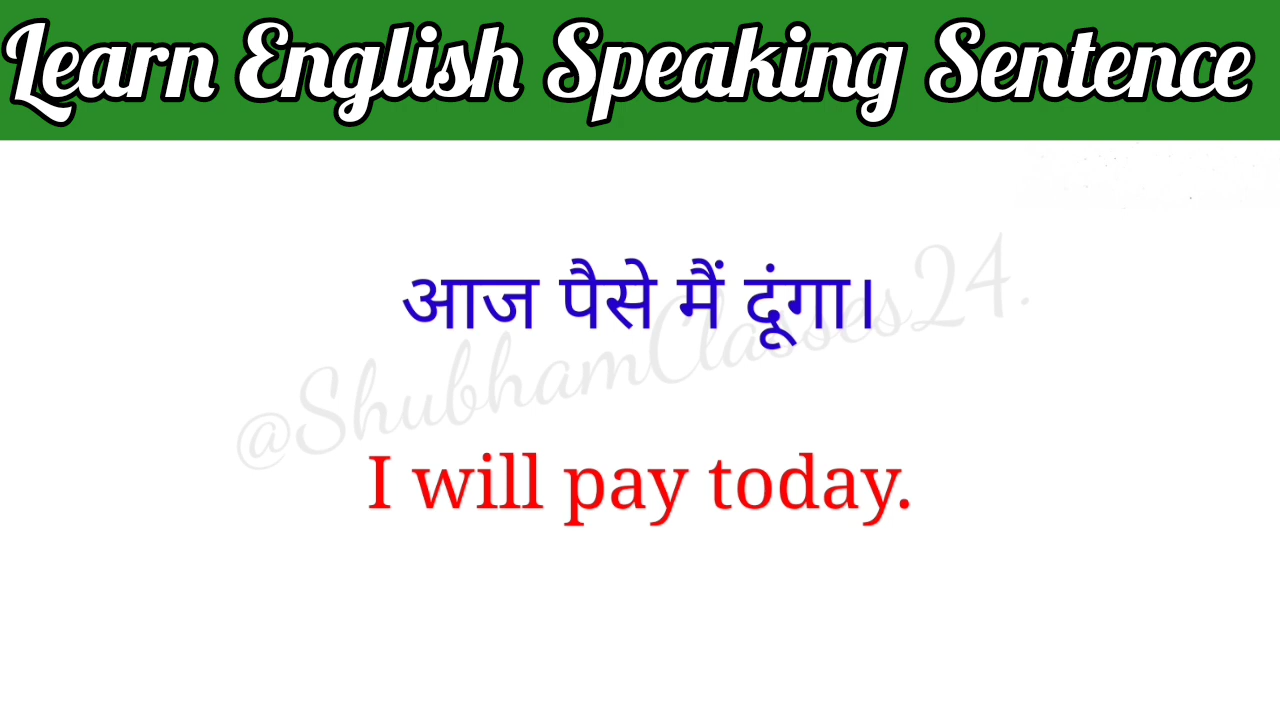 Learn English Speaking Sentence
आज पैसे मैं दूंगा।
@ShubhamClasses24.
I will pay today.